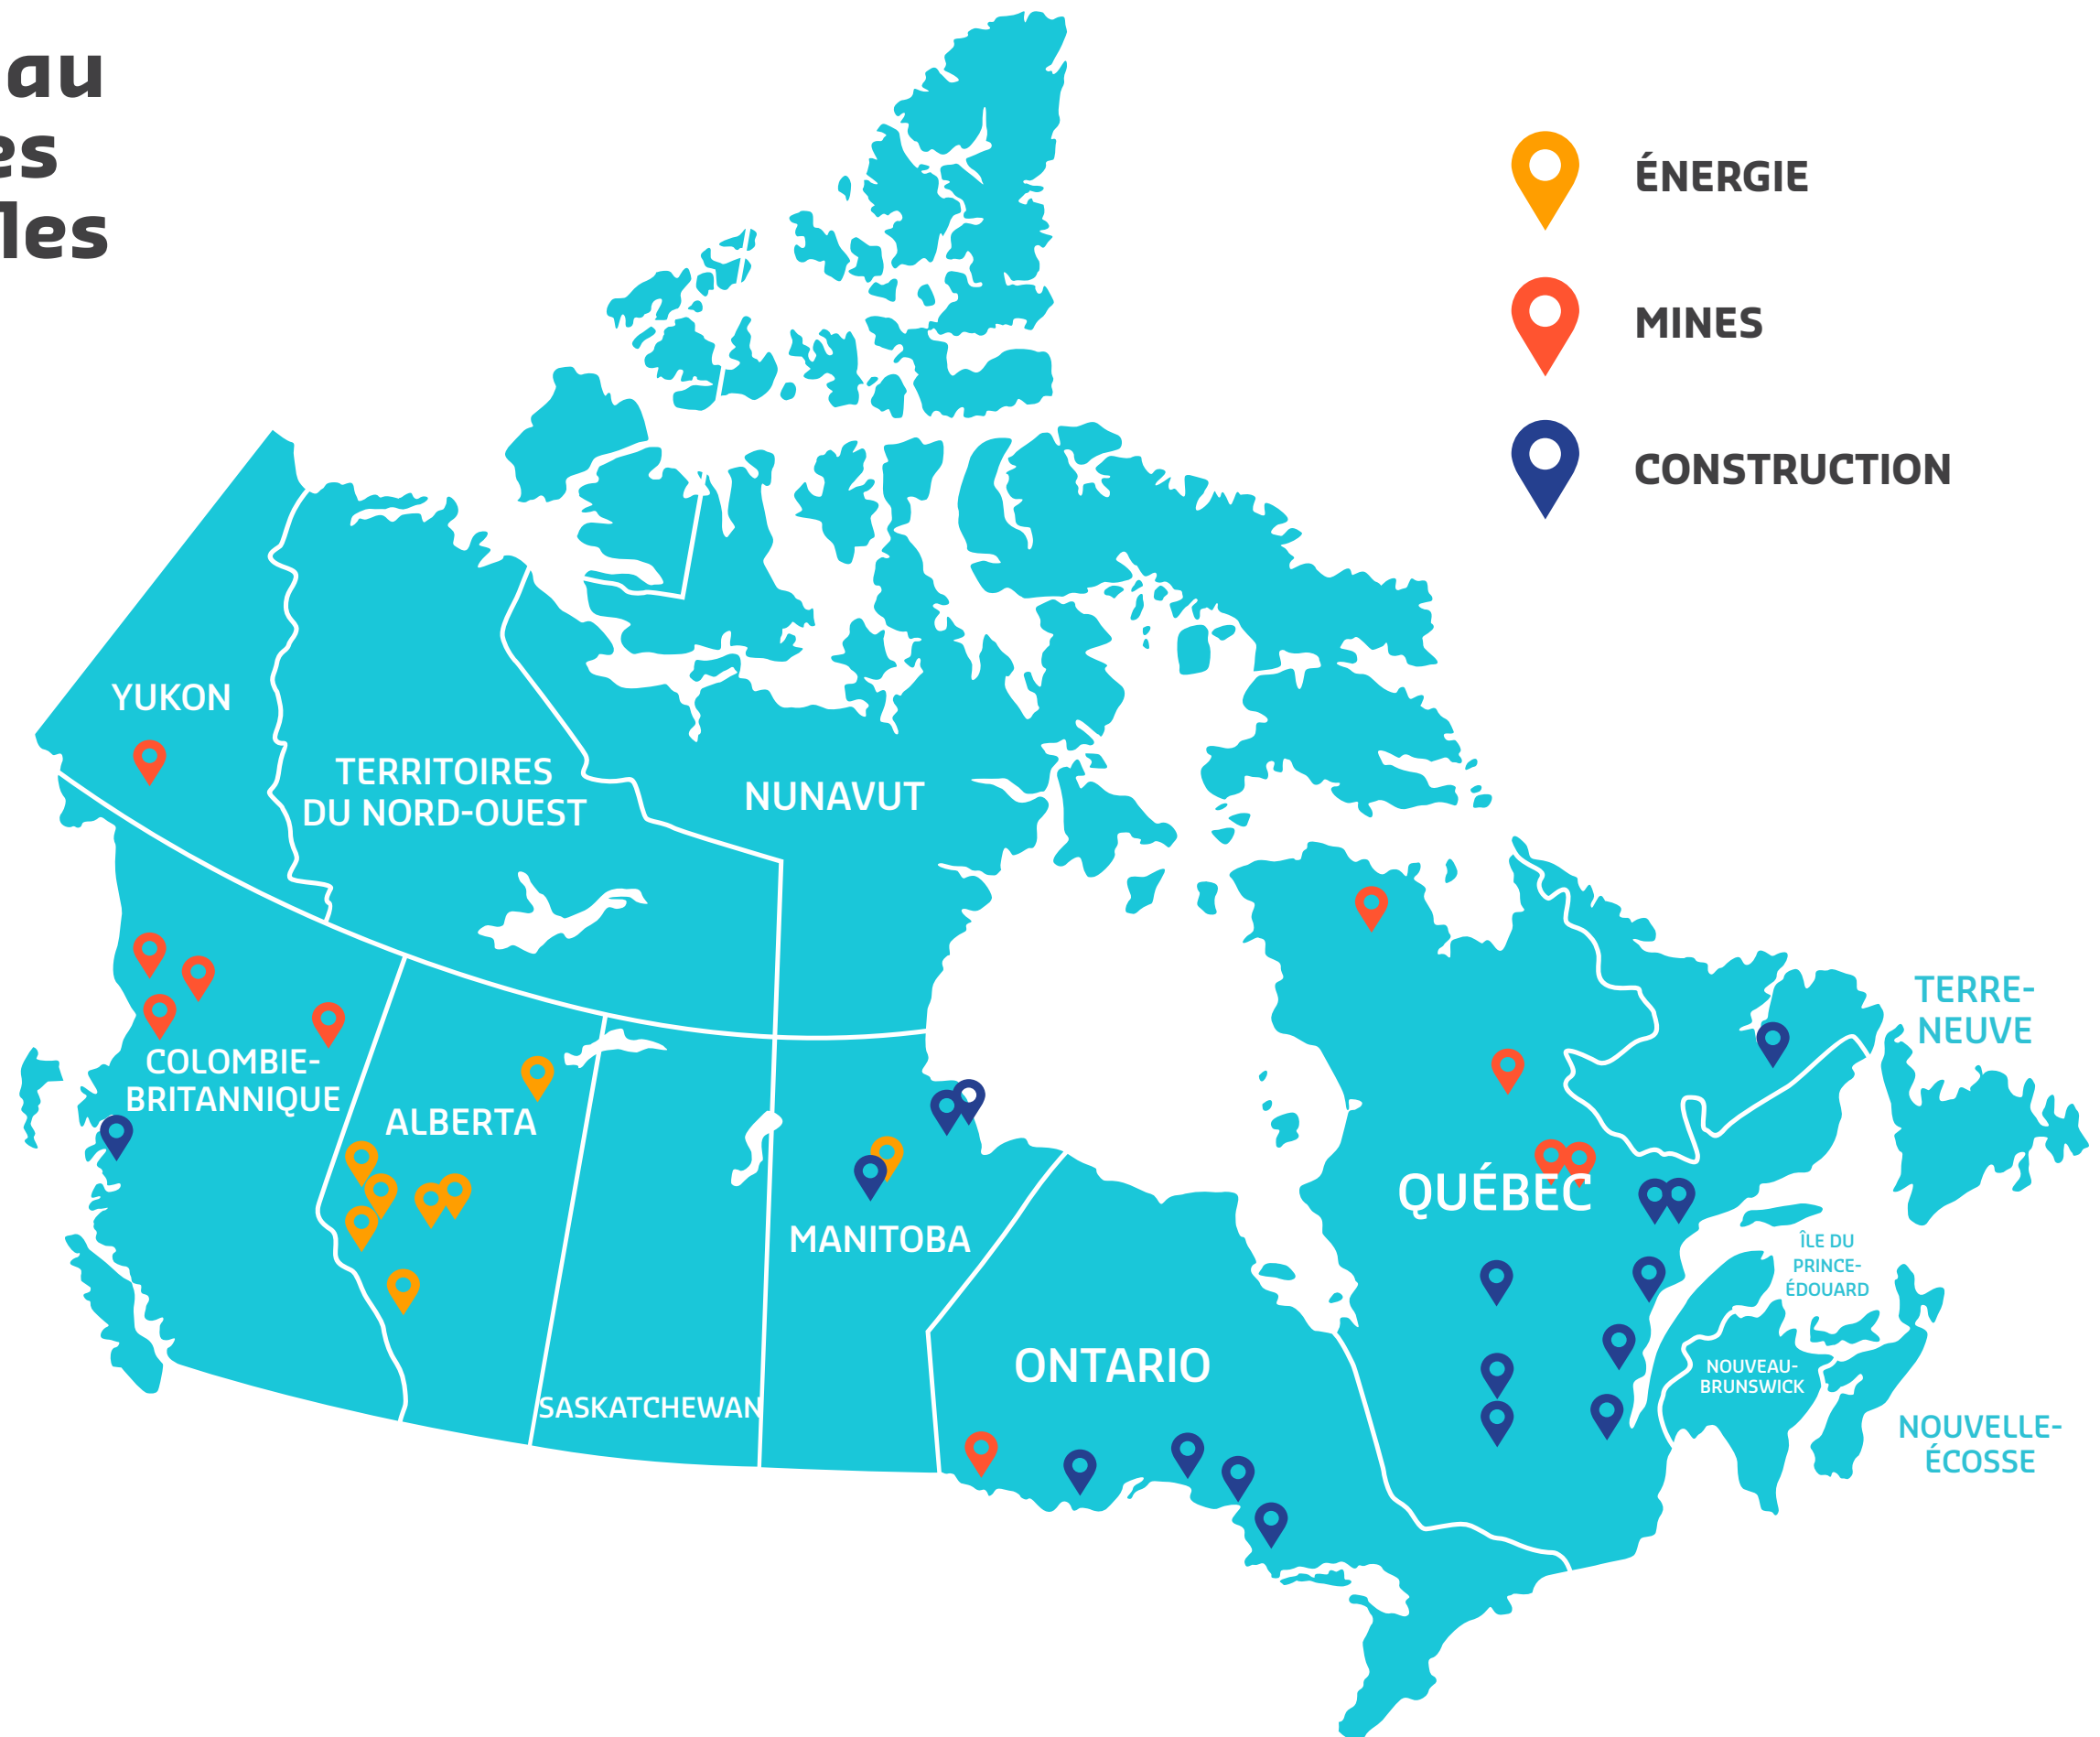 au
es
les
ÉNERGIE
MINES
CONSTRUCTION
YUKON
TERRITOIRES
DU NORD-OUEST
NUNAVUT
TERRE-
NEUVE
COLOMBIE-
BRITANNIQUE
ALBERTA
QUÉBEC
MANITOBA
ÎLE DU
PRINCE-
ÉDOUARD
ONTARIO
NOUVEAU-
BRUNSWICK
SASKATCHEWAN
NOUVELLE-
ÉCOSSE